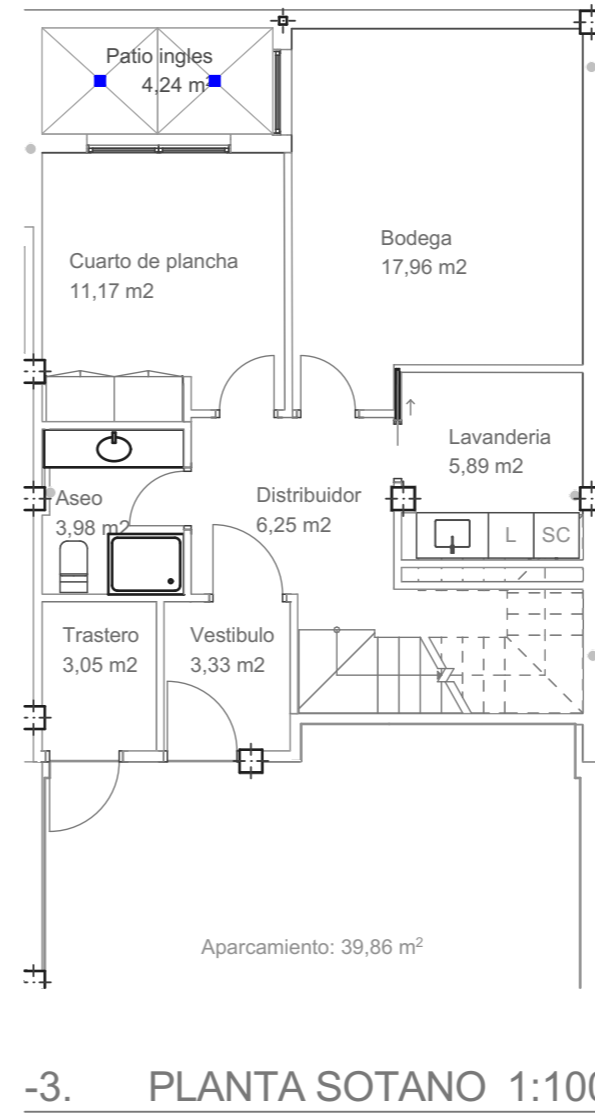 Patio ingles
4,24 m2
Bodega
17,96 m2
Cuarto de plancha
11,17 m2
Lavanderia
5,89 m2
Aseo
3,98 m2
Distribuidor
6,25 m2
L
SC
Trastero
3,05 m2
Vestibulo
3,33 m2
Aparcamiento: 39,86 m²
-3. PLANTA SOTANO 1:100